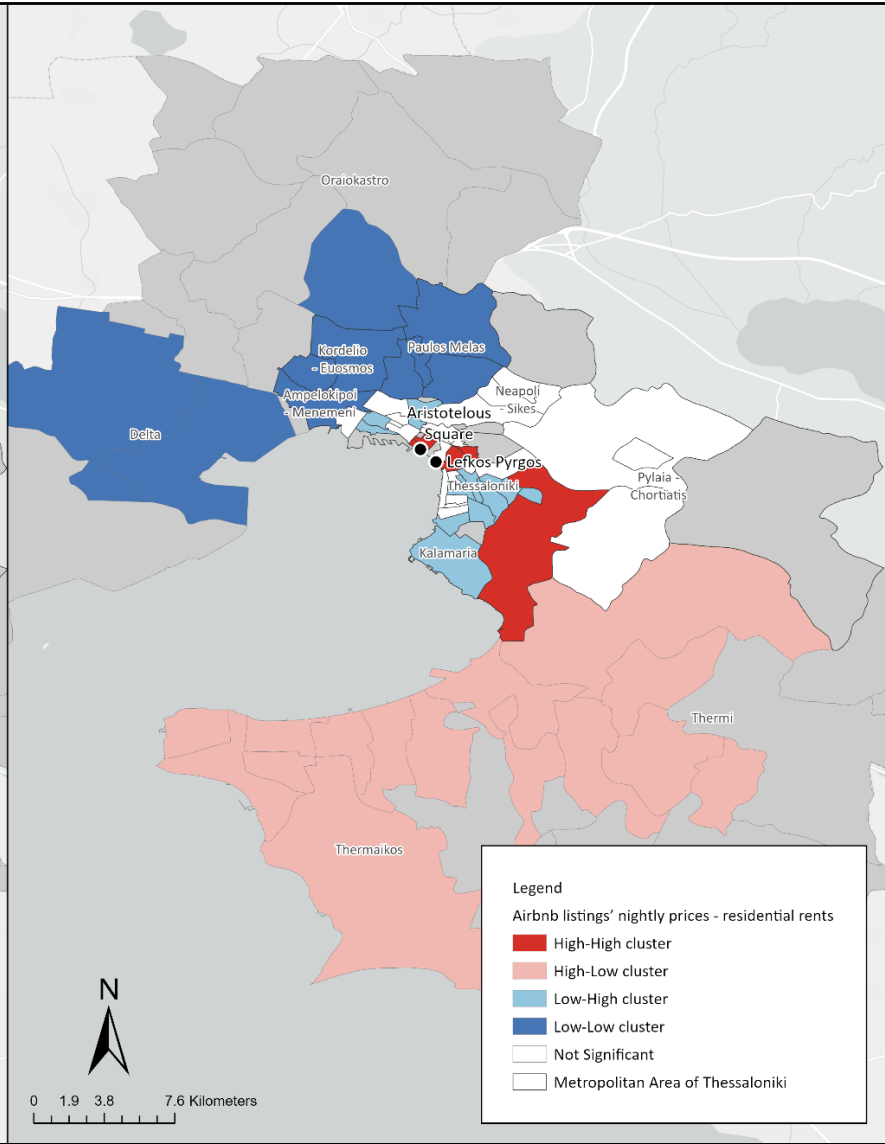 Oraiokastro
Kordelio
- Euosmos
Paulos Melas
Ampelokipoi
- Menemeni
Neapoli
- Sikes
Aristotelous
Square
Delta
Lefkos Pyrgos
Thessaloniki
Pylaia -
Chortiatis
Kalamaria
Thermi
Thermaikos
Legend
Airbnb listings' nightly prices - residential rents
High-High cluster
High-Low cluster
Low-High cluster
Low-Low cluster
Not Significant
Metropolitan Area of Thessaloniki
N
0 1.9 3.8 7.6 Kilometers